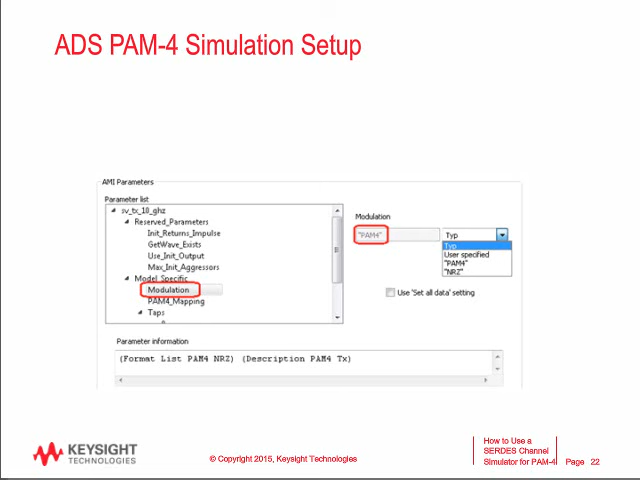 ADS PAM-4 Simulation Setup
AMI Parameters
Parameter list
sv_tx_10_ghz
Reserved_Parameters
Init_Returns_Impulse
GetWave_Exists
Use_Init_Output
Max_Init_Aggressors
Model_Specific
Modulation
PAM4_Mapping
Taps
Modulation
"PAM4"
Typ
Typ
User specified
"PAM4"
"NRZ"
Use 'Set all data' setting
Parameter information
(Format List PAM4 NRZ) (Description PAM4 Tx)
KEYSIGHT
TECHNOLOGIES
© Copyright 2015, Keysight Technologies
How to Use a
SERDES Channel
Simulator for PAM-4 Page 22